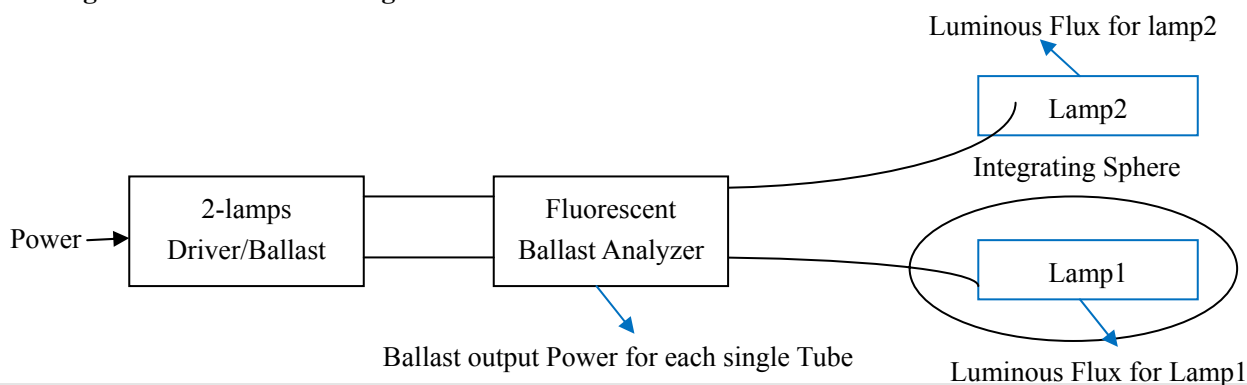 Luminous Flux for lamp2
Lamp2
Integrating Sphere
2-lamps
Driver/Ballast
Fluorescent
Ballast Analyzer
Power
Lamp1
Ballast output Power for each single Tube
Luminous Flux for Lamp1